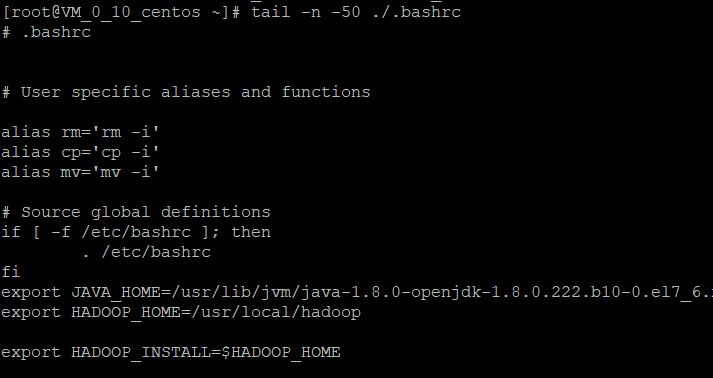 [root@VM_0_10_centos ~]# tail -n -50 ./.bashrc
# .bashrc
# User specific aliases and functions
alias rm='rm -i'
alias cp='cp -i'
alias mv='mv -i'
# Source global definitions
if [ -f /etc/bashrc ]; then
        . /etc/bashrc
fi
export JAVA_HOME=/usr/lib/jvm/java-1.8.0-openjdk-1.8.0.222.b10-0.el7_6.
export HADOOP_HOME=/usr/local/hadoop
export HADOOP_INSTALL=$HADOOP_HOME